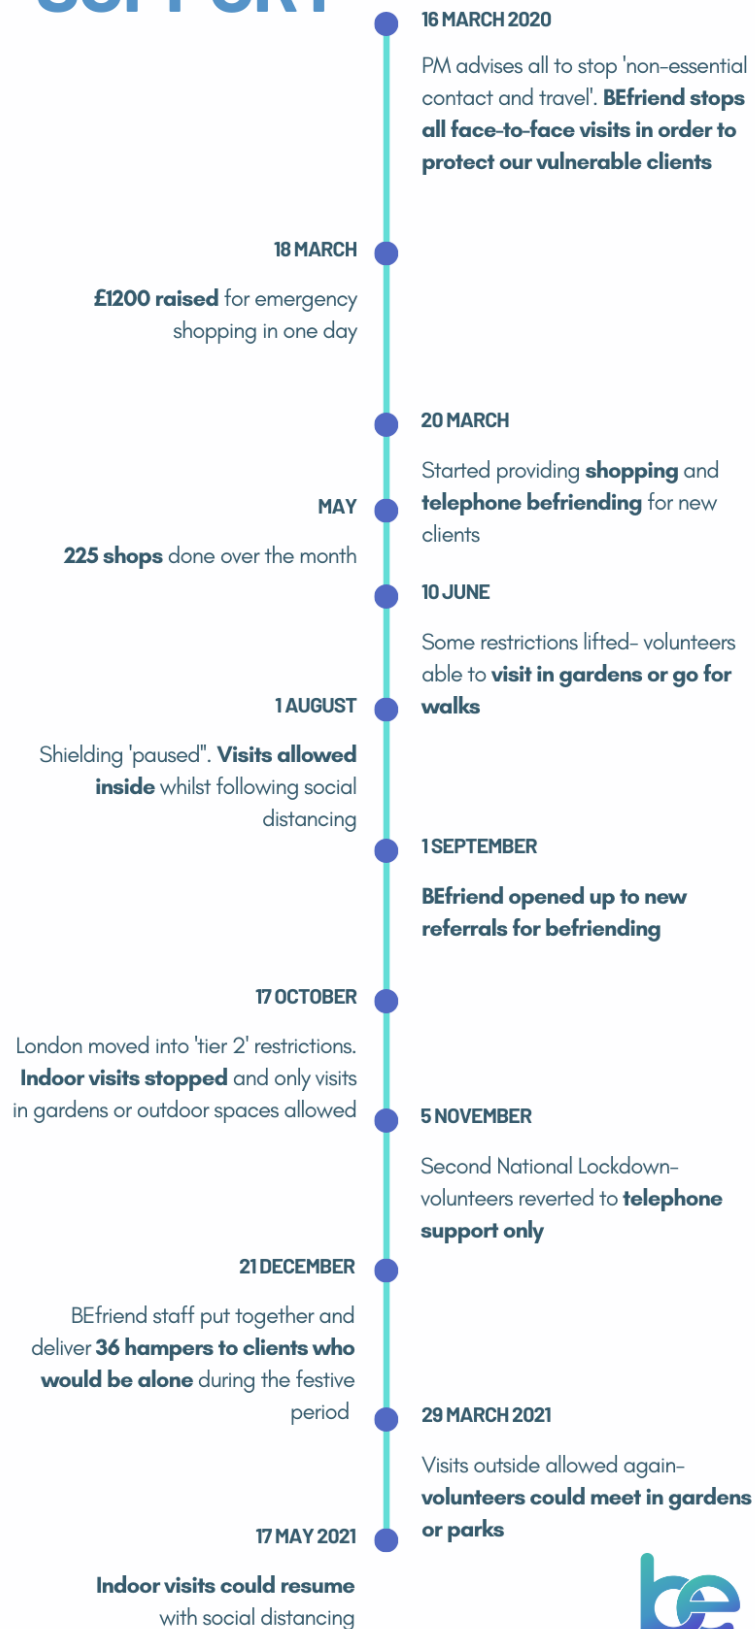 SUPPORT
16 MARCH 2020
PM advises all to stop 'non-essential
contact and travel'. BEfriend stops
all face-to-face visits in order to
protect our vulnerable clients
18 MARCH
£1200 raised for emergency
shopping in one day
20 MARCH
Started providing shopping and
telephone befriending for new
clients
MAY
225 shops done over the month
10 JUNE
Some restrictions lifted- volunteers
able to visit in gardens or go for
walks
1 AUGUST
Shielding 'paused". Visits allowed
inside whilst following social
distancing
1 SEPTEMBER
BEfriend opened up to new
referrals for befriending
17 OCTOBER
London moved into 'tier 2' restrictions.
Indoor visits stopped and only visits
in gardens or outdoor spaces allowed
5 NOVEMBER
Second National Lockdown-
volunteers reverted to telephone
support only
21 DECEMBER
BEfriend staff put together and
deliver 36 hampers to clients who
would be alone during the festive
period
29 MARCH 2021
Visits outside allowed again-
volunteers could meet in gardens
or parks
17 MAY 2021
Indoor visits could resume
with social distancing
be